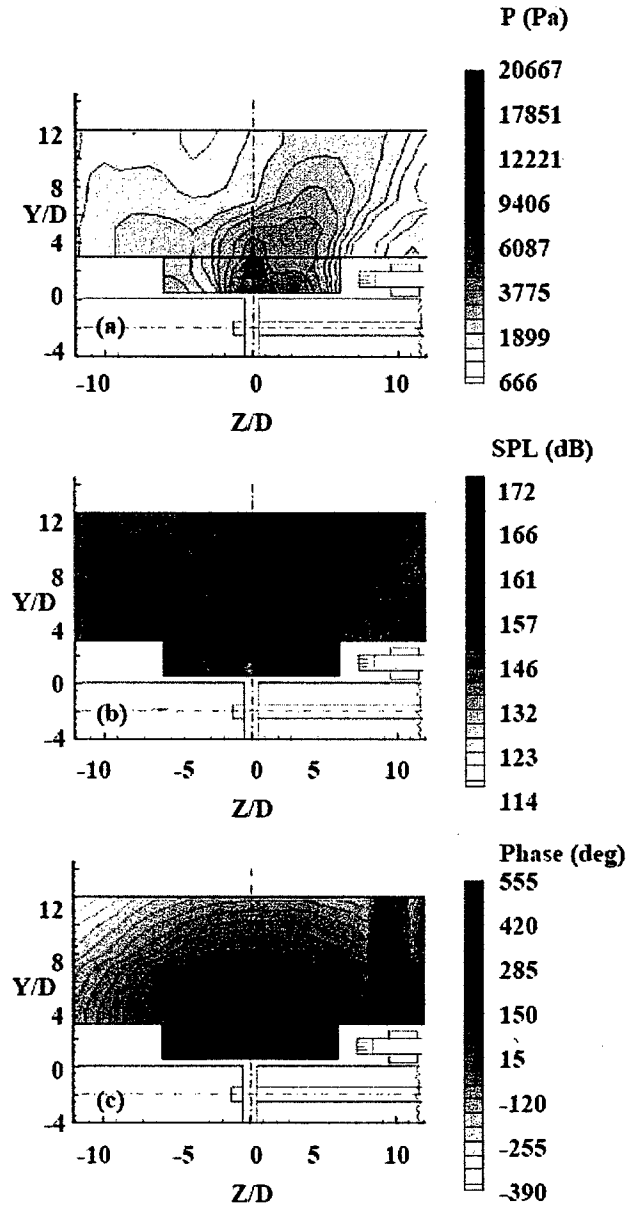 P (Pa)
20667
17851
12221
9406
6087
3775
1899
666
12
8
Y/D
4
0
-4
(a)
-10 0 10
Z/D
SPL (dB)
172
166
161
157
146
132
123
114
12
8
Y/D
4
0
-4
(b)
-10 -5 0 5 10
Z/D
Phase (deg)
555
420
285
150
15
-120
-255
-390
12
8
Y/D
4
0
-4
(c)
-10 -5 0 5 10
Z/D